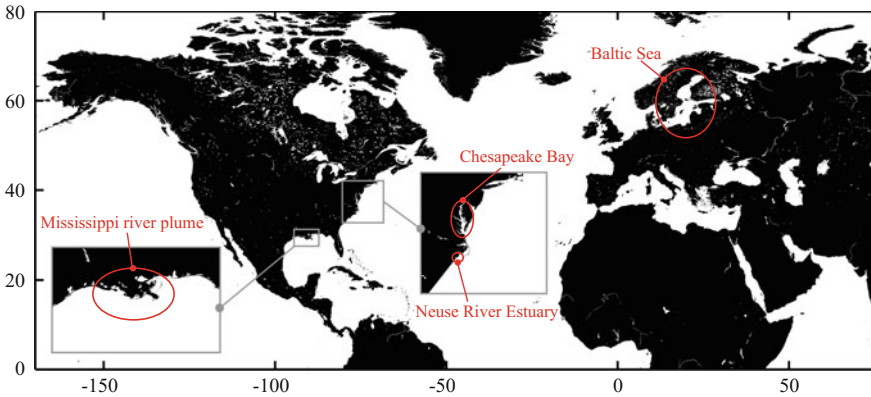 80
Baltic Sea
60
Chesapeake Bay
40
Mississippi river plume
20
Neuse River Estuary
0
-150
-100
-50
0
50